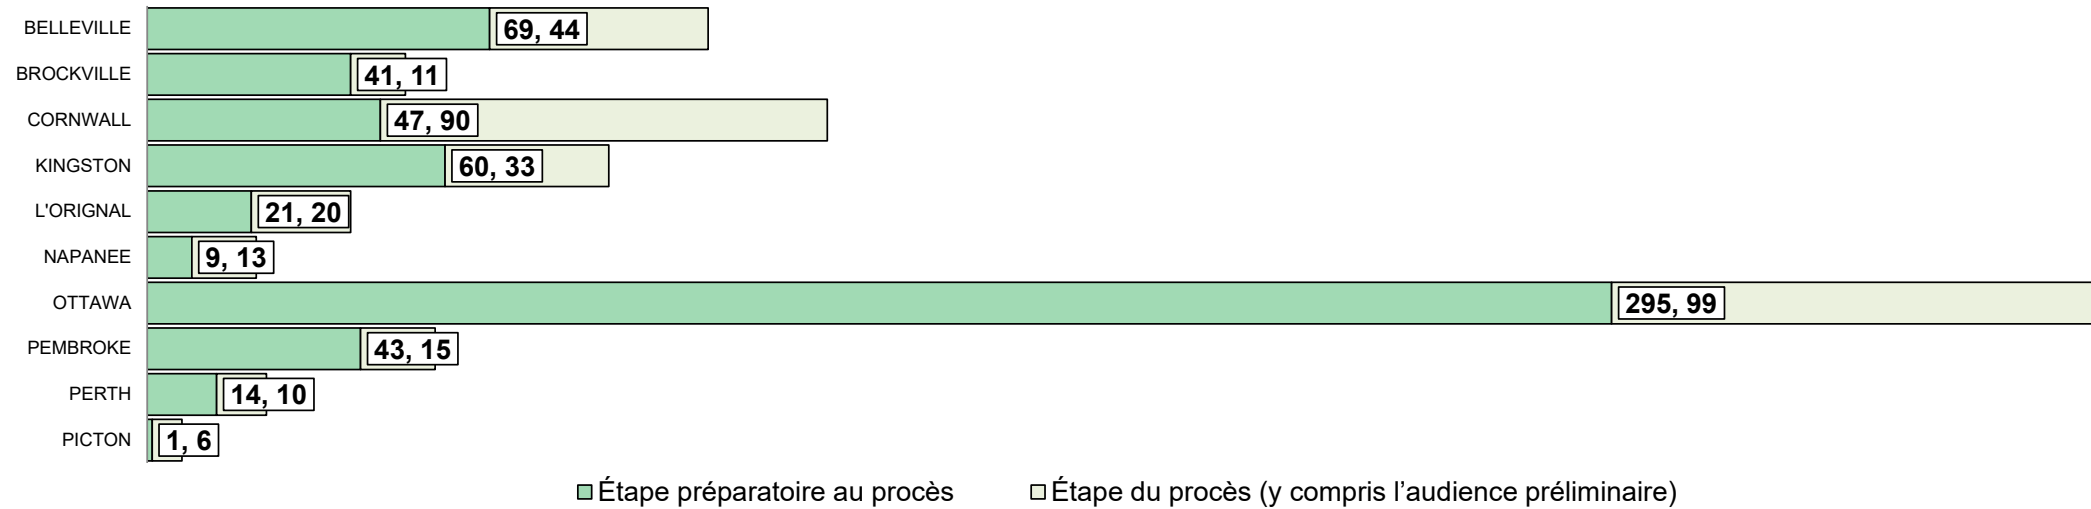 BELLEVILLE 69, 44
BROCKVILLE 41, 11
CORNWALL 47, 90
KINGSTON 60, 33
L'ORIGNAL 21, 20
NAPANEE 9, 13
OTTAWA 295, 99
PEMBROKE 43, 15
PERTH 14, 10
PICTON 1, 6
Étape préparatoire au procès Étape du procès (y compris l’audience préliminaire)